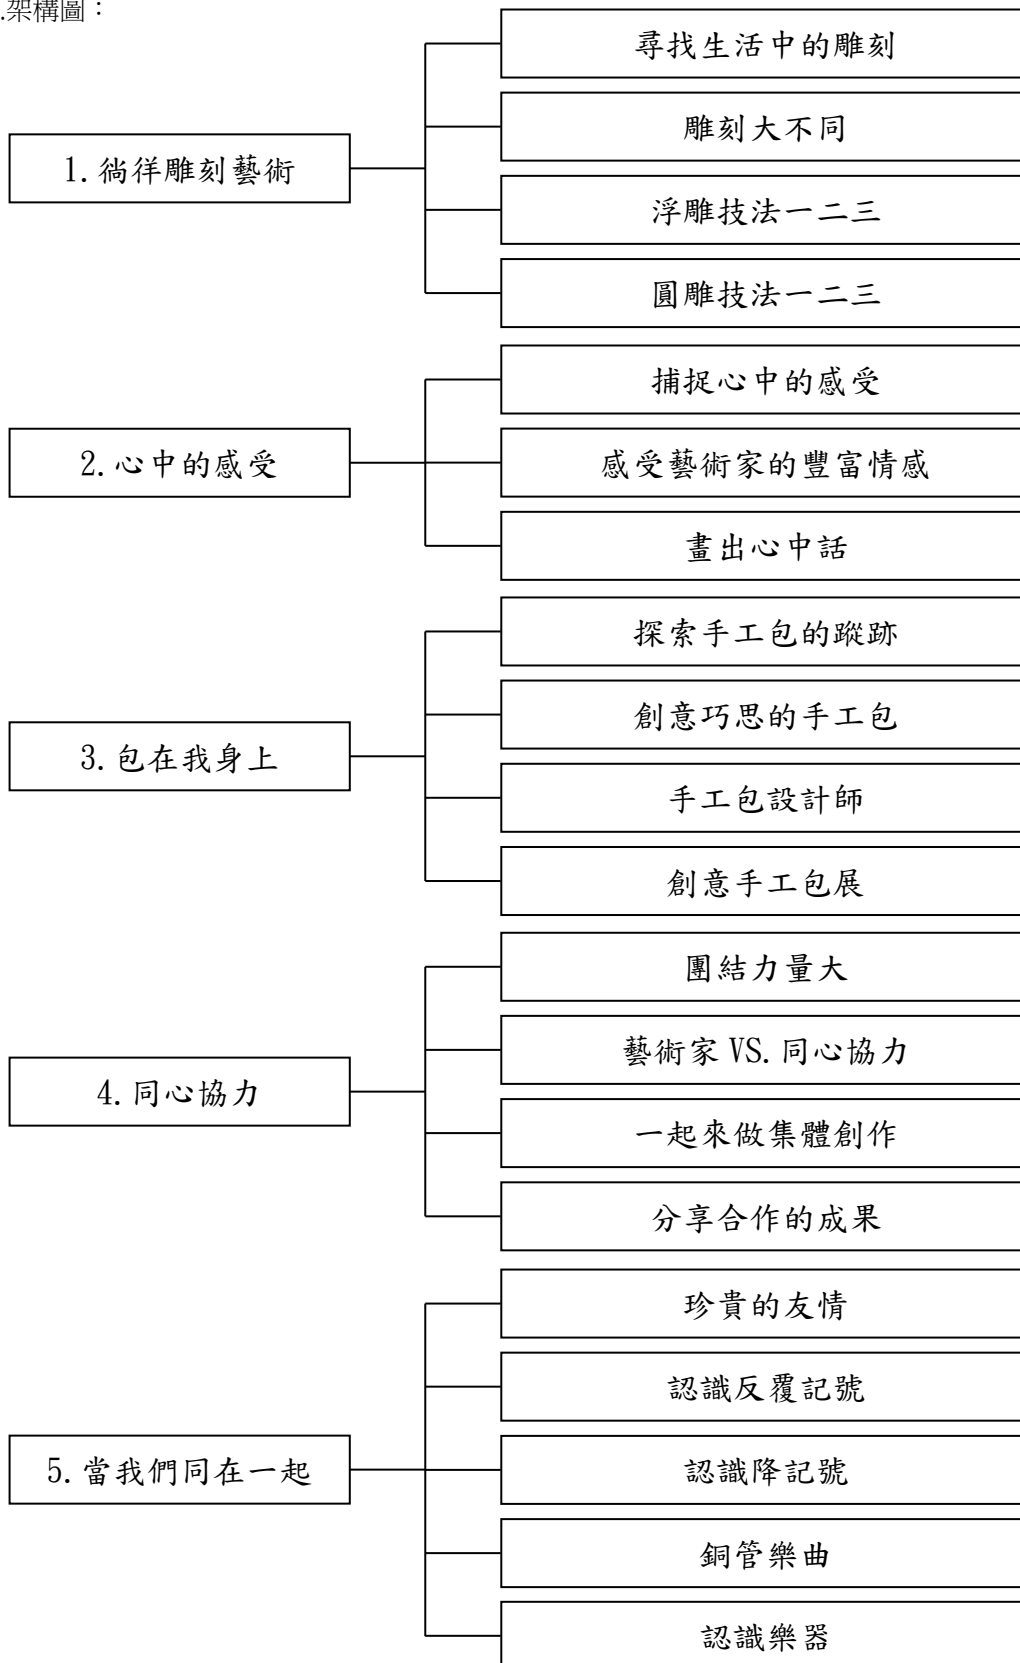 .架構圖：
1.徜徉雕刻藝術
尋找生活中的雕刻
雕刻大不同
浮雕技法一二三
圓雕技法一二三
2.心中的感受
捕捉心中的感受
感受藝術家的豐富情感
畫出心中話
3.包在我身上
探索手工包的蹤跡
創意巧思的手工包
手工包設計師
創意手工包展
4.同心協力
團結力量大
藝術家 VS.同心協力
一起來做集體創作
分享合作的成果
5.當我們同在一起
珍貴的友情
認識反覆記號
認識降記號
銅管樂曲
認識樂器